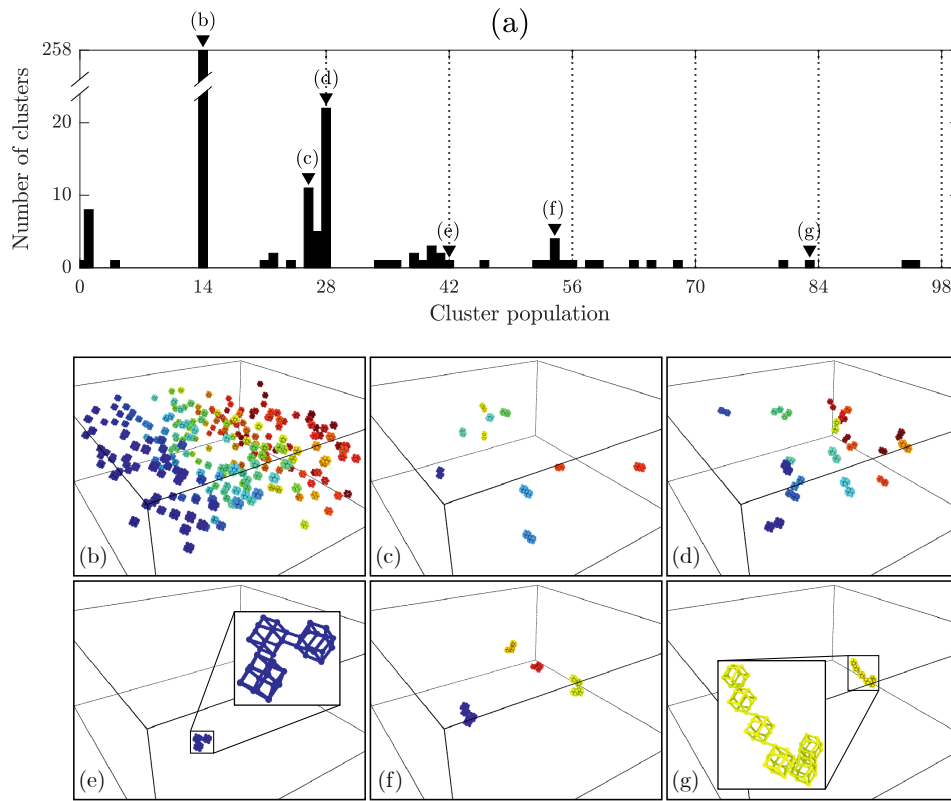 (a)
(b)
258
(d)
20
(c)
10
(f)
(e)
(g)
0
0 14 28 42 56 70 84 98
Number of clusters
Cluster population
(b) (c) (d)
(e) (f) (g)